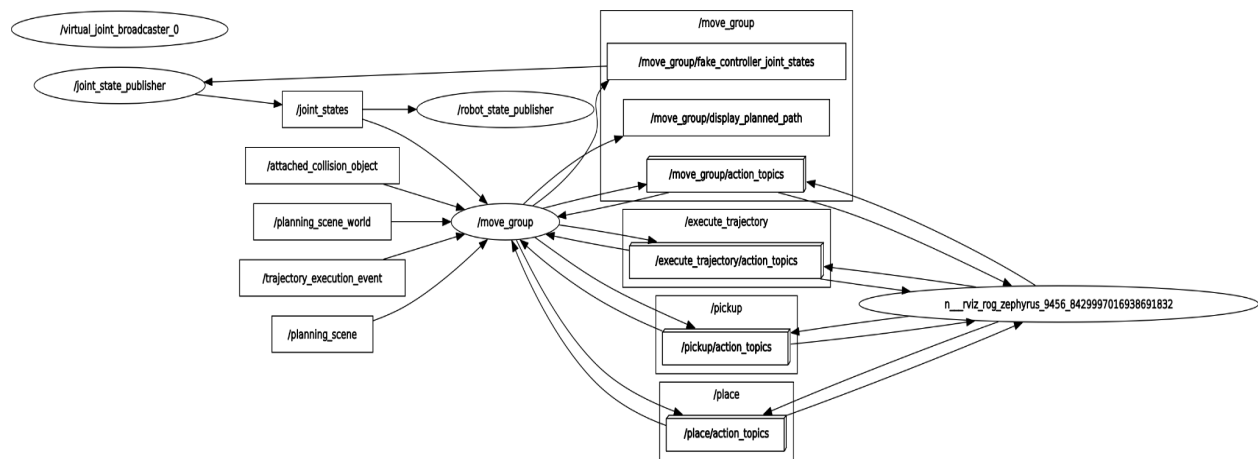 /virtual_joint_broadcaster_0
/move_group
/move_group/fake_controller_joint_states
/joint_state_publisher
/joint_states
/robot_state_publisher
/move_group/display_planned_path
/attached_collision_object
/move_group/action_topics
/planning_scene_world
/move_group
/execute_trajectory
/trajectory_execution_event
/execute_trajectory/action_topics
/pickup
n___rviz_rog_zephyrus_9456_8429997016938691832
/planning_scene
/pickup/action_topics
/place
/place/action_topics